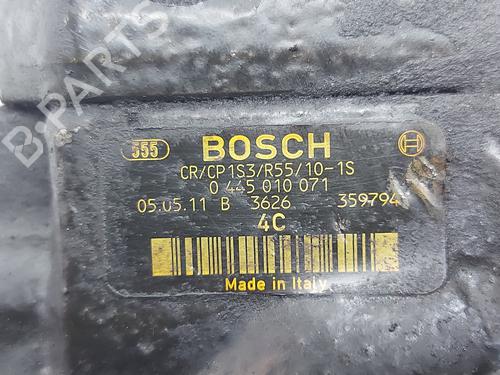 B-PARTS
555 BOSCH
CR/CP1S3/R55/10-1S
0 445 010 071
05.05.11 B 3626 359794
4C
Made in Italy